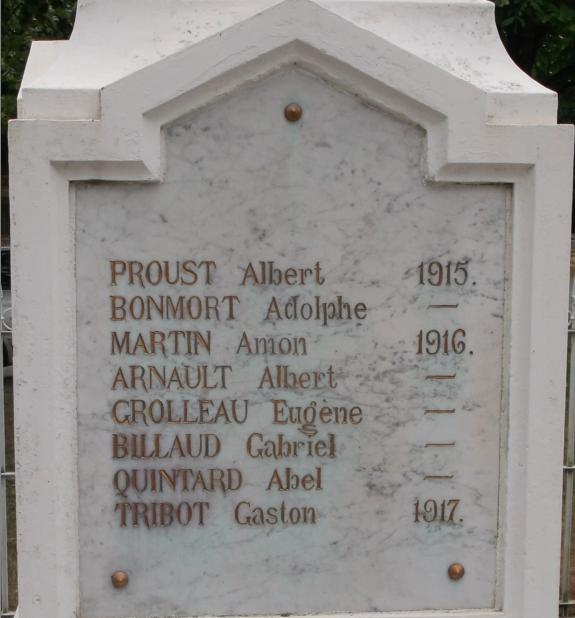 PROUST Albert 1915.
BONMORT Adolphe —
MARTIN Amon 1916.
ARNAULT Albert —
GROLLEAU Eugène —
BILLAUD Gabriel —
QUINTARD Abel —
TRIBOT Gaston 1917.